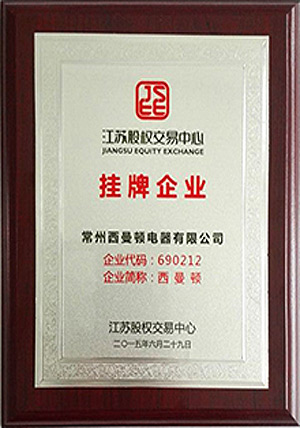 JS
EE
江苏股权交易中心
JIANGSU EQUITY EXCHANGE
挂牌企业
常州西曼顿电器有限公司
企业代码：690212
企业简称：西 曼 顿
江苏股权交易中心
二〇一五年六月二十九日